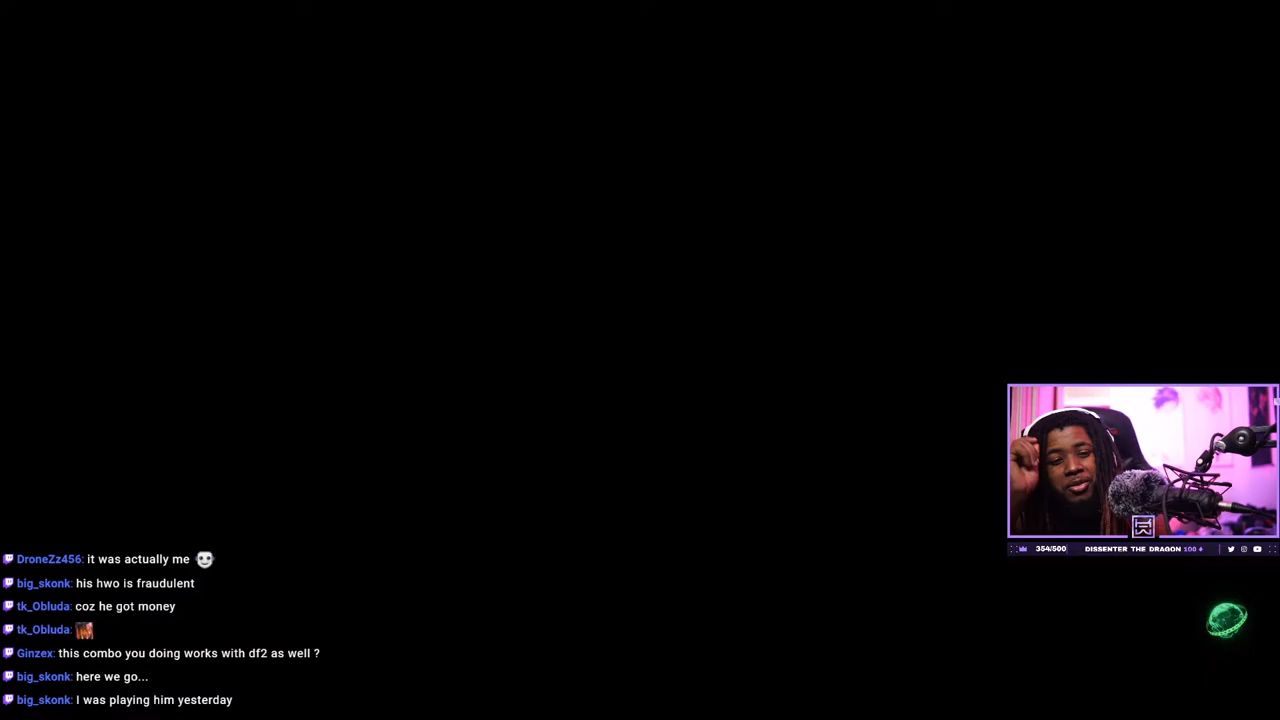 354/500 DISSENTER THE DRAGON 100
DroneZz456: it was actually me
big_skonk: his hwo is fraudulent
tk_Obluda: coz he got money
tk_Obluda:
Ginzex: this combo you doing works with df2 as well ?
big_skonk: here we go...
big_skonk: I was playing him yesterday